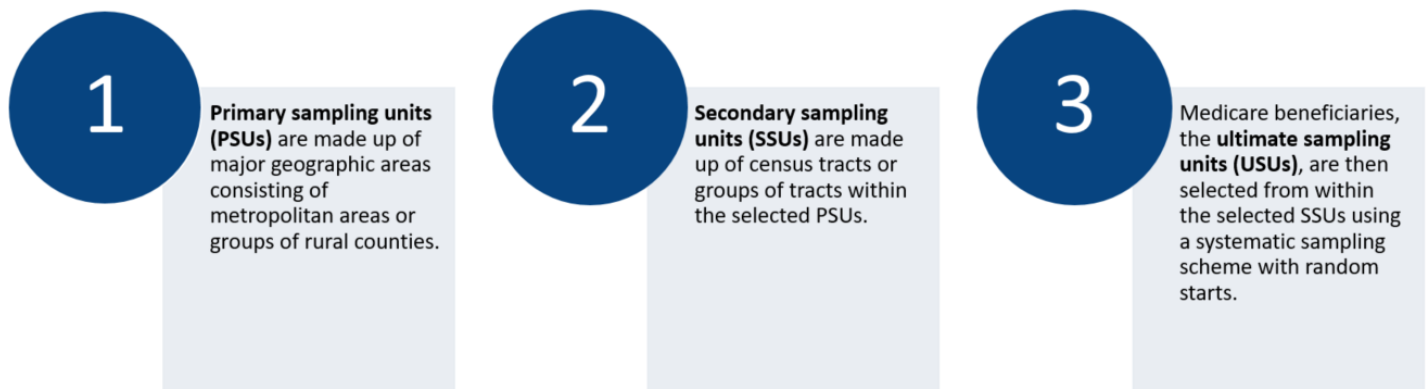 1
Primary sampling units
(PSUs) are made up of
major geographic areas
consisting of
metropolitan areas or
groups of rural counties.
2
Secondary sampling
units (SSUs) are made
up of census tracts or
groups of tracts within
the selected PSUs.
3
Medicare beneficiaries,
the ultimate sampling
units (USUs), are then
selected from within
the selected SSUs using
a systematic sampling
scheme with random
starts.